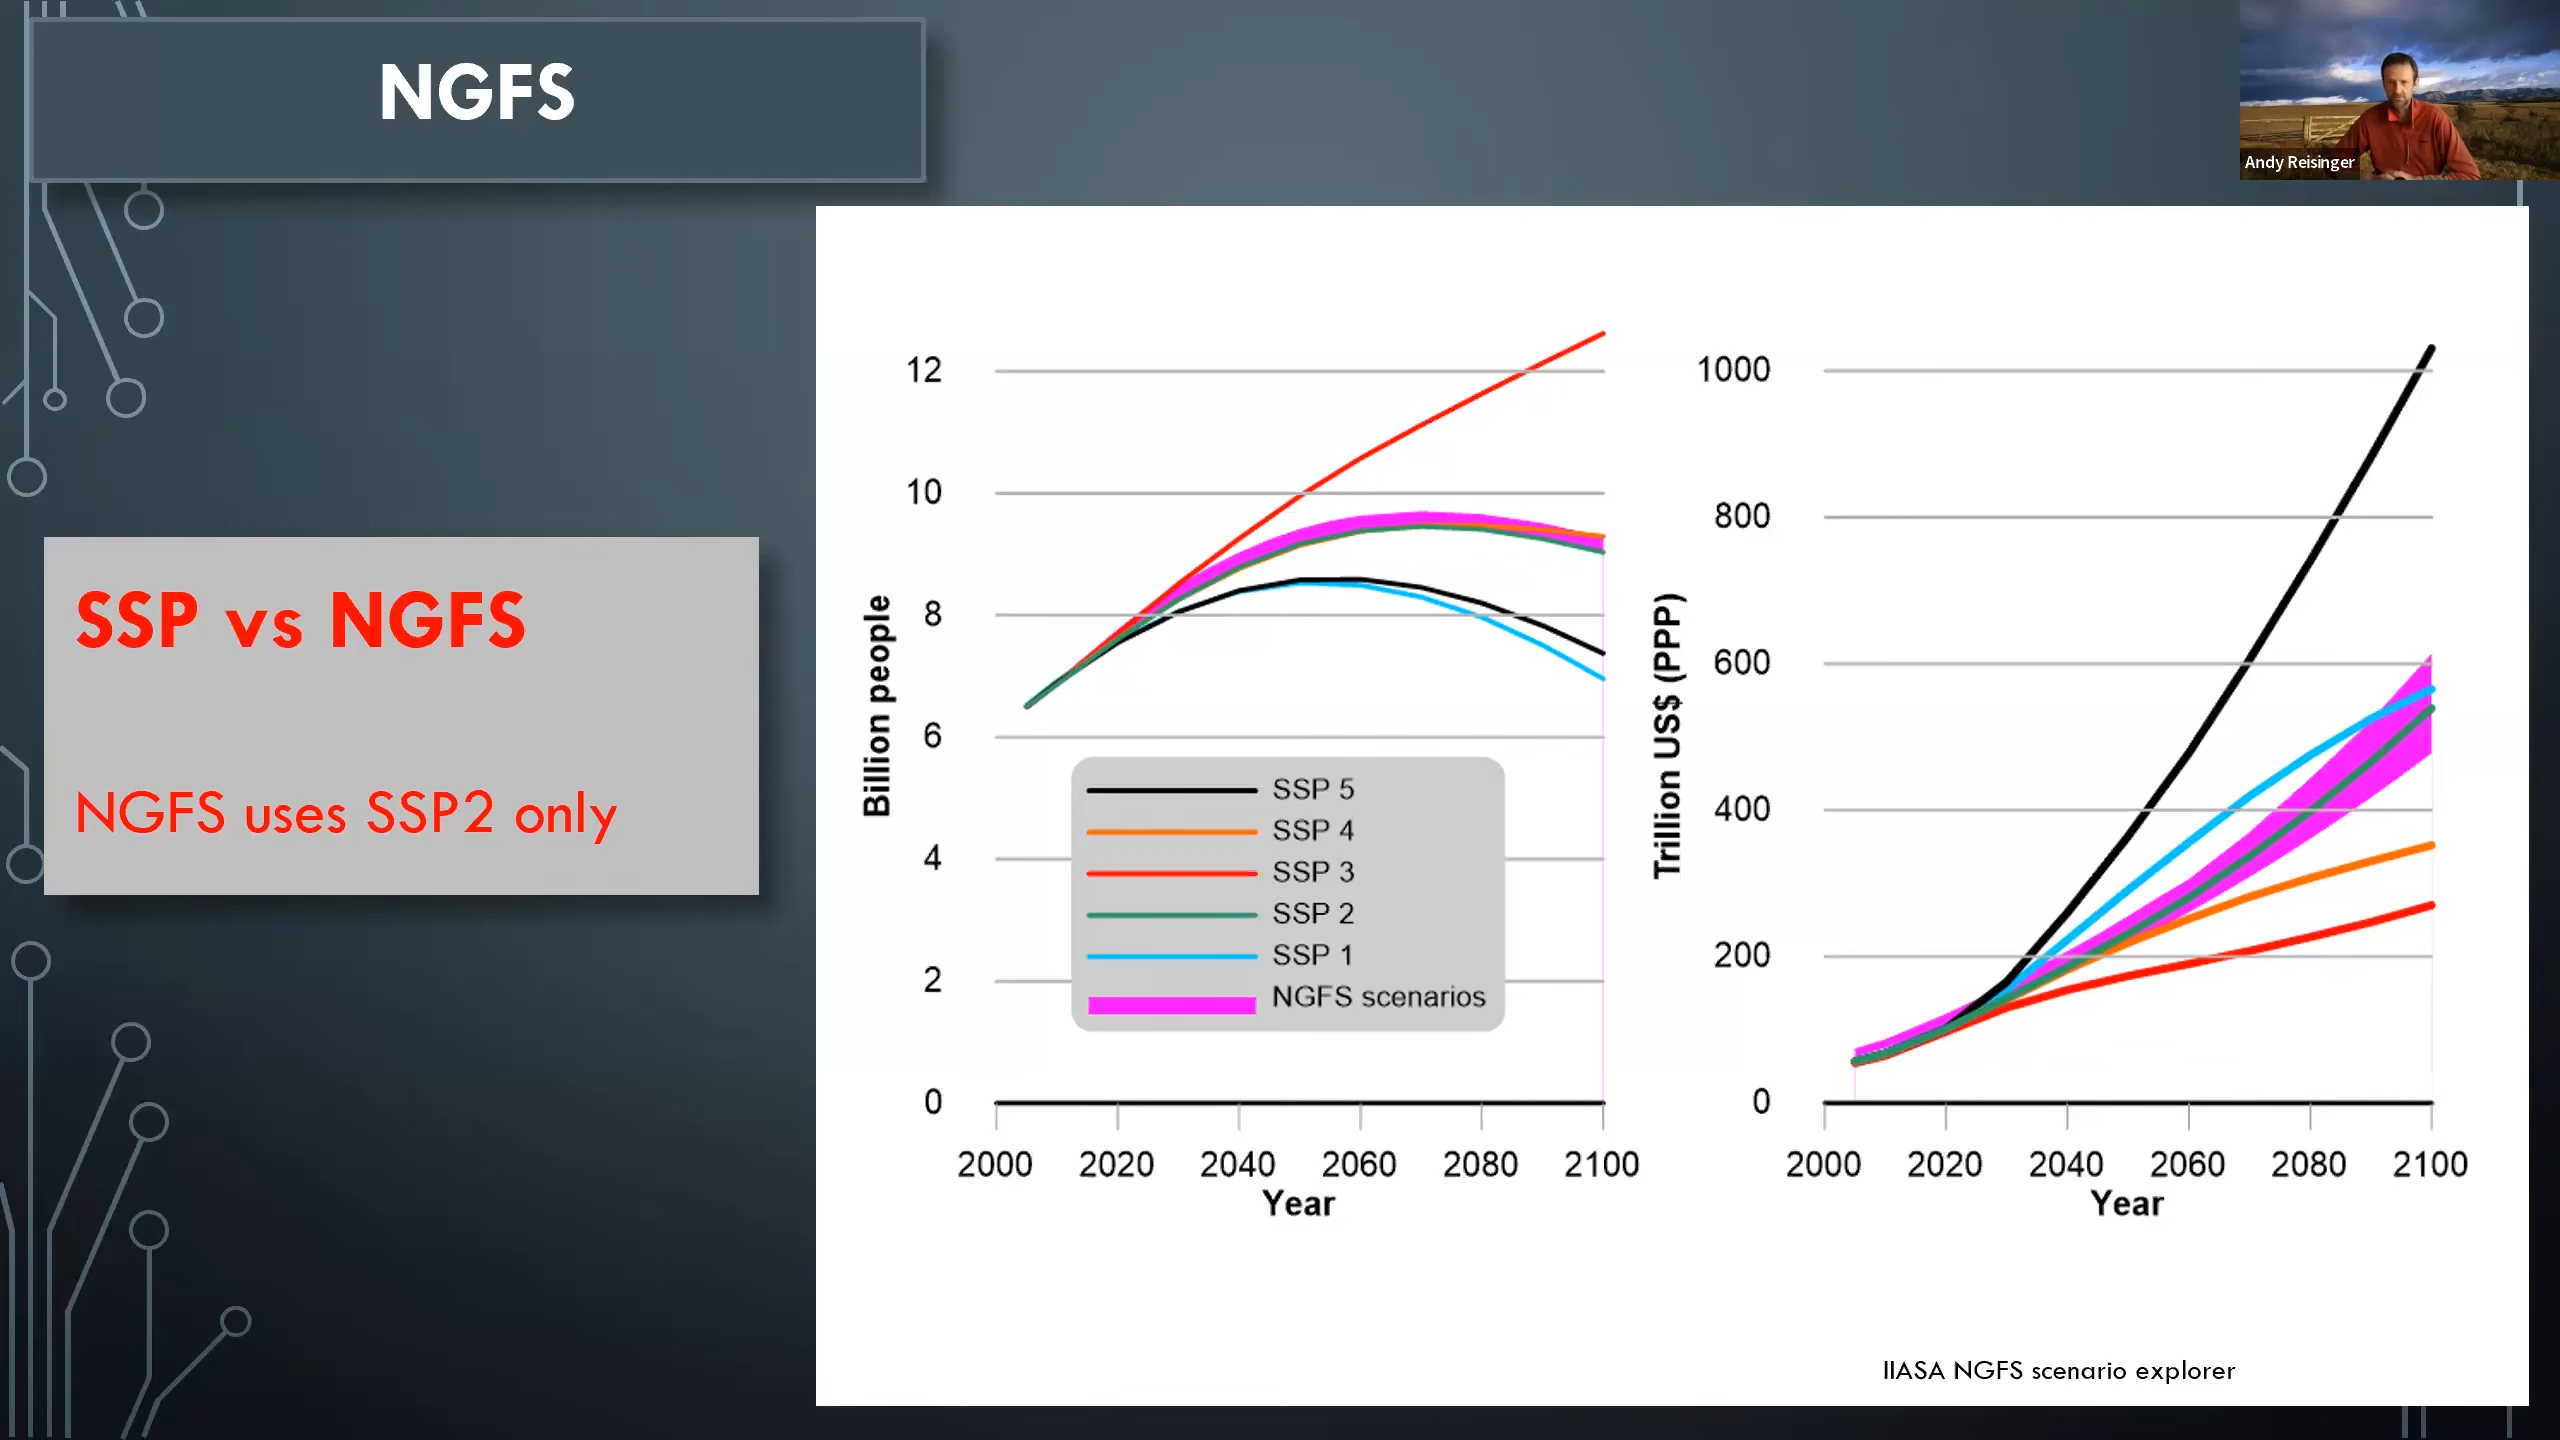 NGFS
Andy Reisinger
SSP vs NGFS
NGFS uses SSP2 only
Billion people
12
10
8
6
4
2
0
2000 2020 2040 2060 2080 2100
Year
SSP 5
SSP 4
SSP 3
SSP 2
SSP 1
NGFS scenarios
Trillion US$ (PPP)
1000
800
600
400
200
0
2000 2020 2040 2060 2080 2100
Year
IIASA NGFS scenario explorer